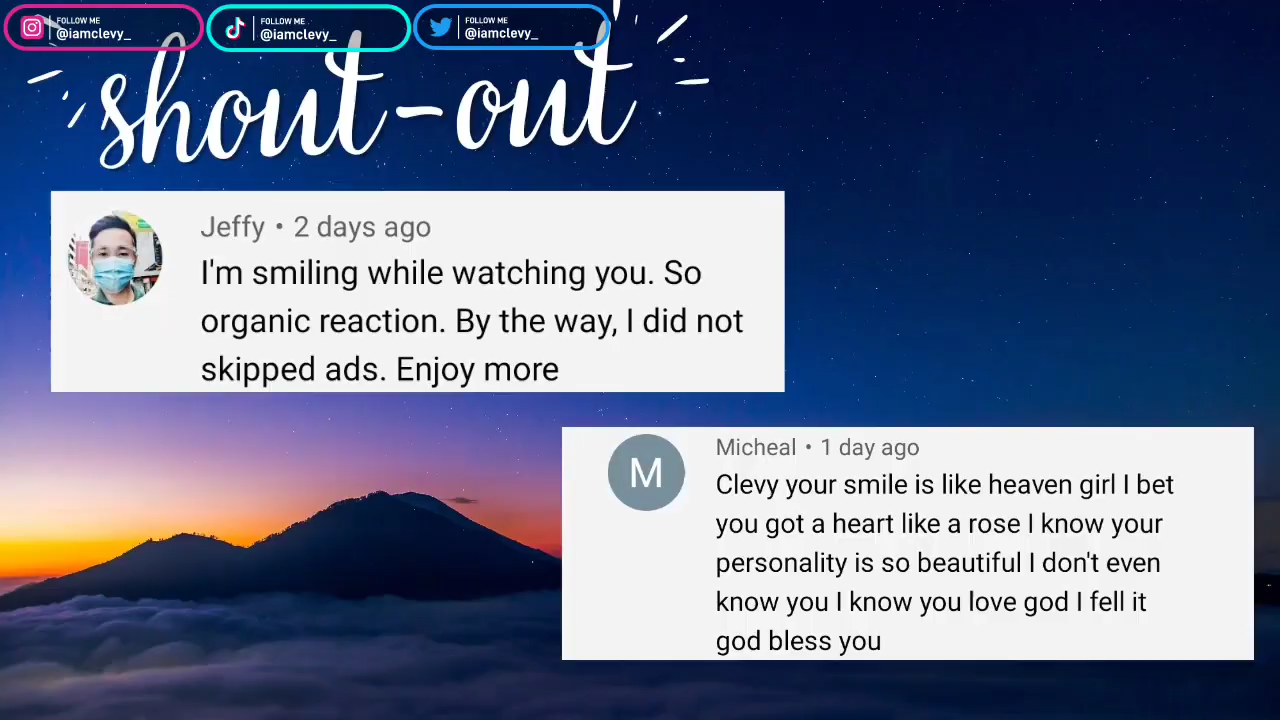 FOLLOW ME
@iamclevy_
FOLLOW ME
@iamclevy_
FOLLOW ME
@iamclevy_
shout-out
Jeffy • 2 days ago
I'm smiling while watching you. So
organic reaction. By the way, I did not
skipped ads. Enjoy more
M
Micheal • 1 day ago
Clevy your smile is like heaven girl I bet
you got a heart like a rose I know your
personality is so beautiful I don't even
know you I know you love god I fell it
god bless you